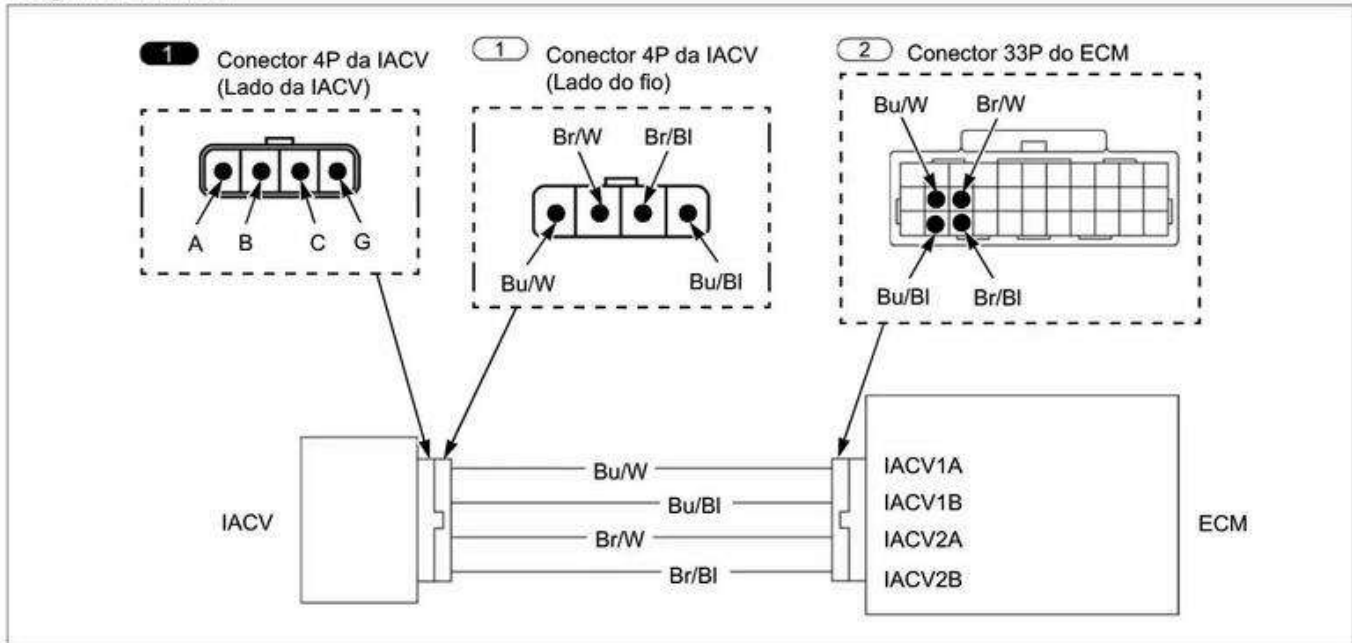 1 Conector 4P da IACV
(Lado da IACV)
1 Conector 4P da IACV
(Lado do fio)
2 Conector 33P do ECM
A B C G
Br/W Br/Bl
Bu/W Bu/Bl
Bu/W Br/W
Bu/Bl Br/Bl
IACV
Bu/W
Bu/Bl
Br/W
Br/Bl
IACV1A
IACV1B
IACV2A
IACV2B
ECM